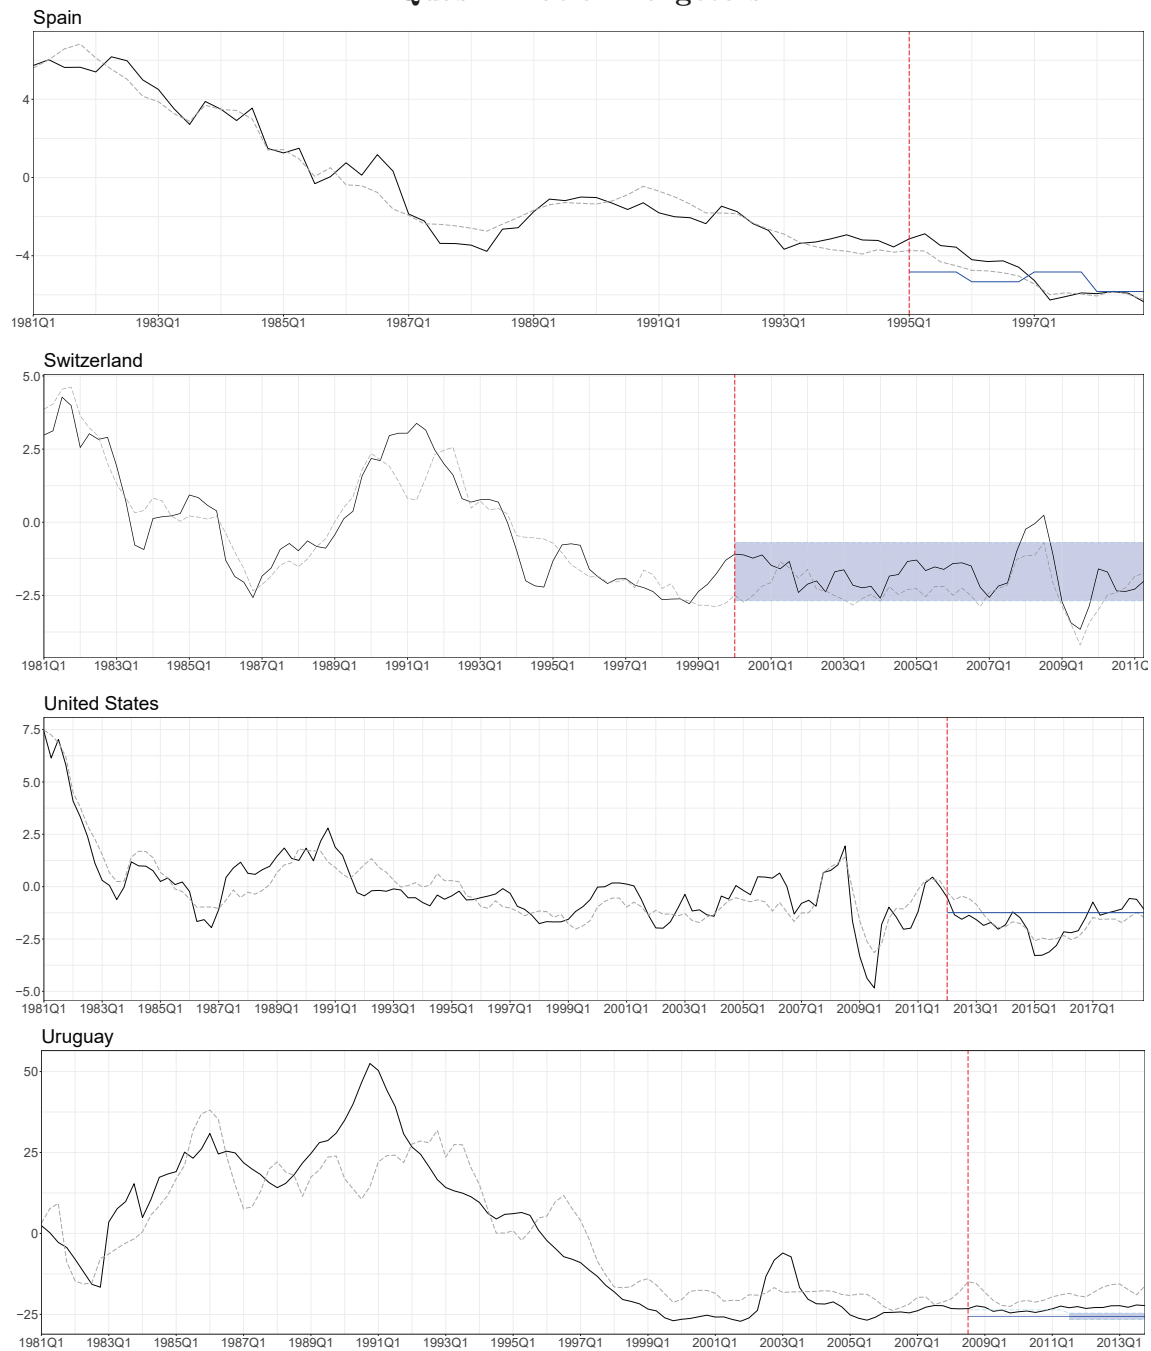 Spain
4
0
−4
1981Q1 1983Q1 1985Q1 1987Q1 1989Q1 1991Q1 1993Q1 1995Q1 1997Q1
Switzerland
5.0
2.5
0.0
−2.5
1981Q1 1983Q1 1985Q1 1987Q1 1989Q1 1991Q1 1993Q1 1995Q1 1997Q1 1999Q1 2001Q1 2003Q1 2005Q1 2007Q1 2009Q1 2011Q
United States
7.5
5.0
2.5
0.0
−2.5
−5.0
1981Q1 1983Q1 1985Q1 1987Q1 1989Q1 1991Q1 1993Q1 1995Q1 1997Q1 1999Q1 2001Q1 2003Q1 2005Q1 2007Q1 2009Q1 2011Q1 2013Q1 2015Q1 2017Q1
Uruguay
50
25
0
−25
1981Q1 1983Q1 1985Q1 1987Q1 1989Q1 1991Q1 1993Q1 1995Q1 1997Q1 1999Q1 2001Q1 2003Q1 2005Q1 2007Q1 2009Q1 2011Q1 2013Q1